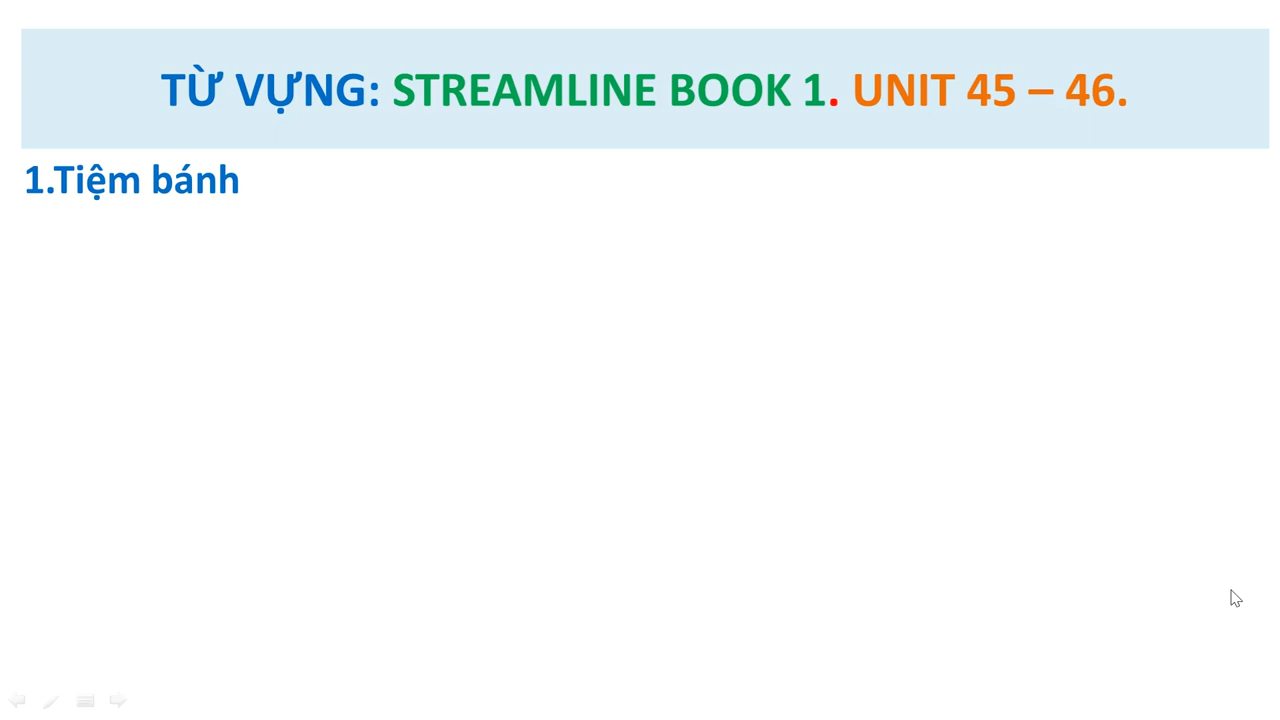 TỪ VỰNG: STREAMLINE BOOK 1. UNIT 45 – 46.
1.Tiệm bánh